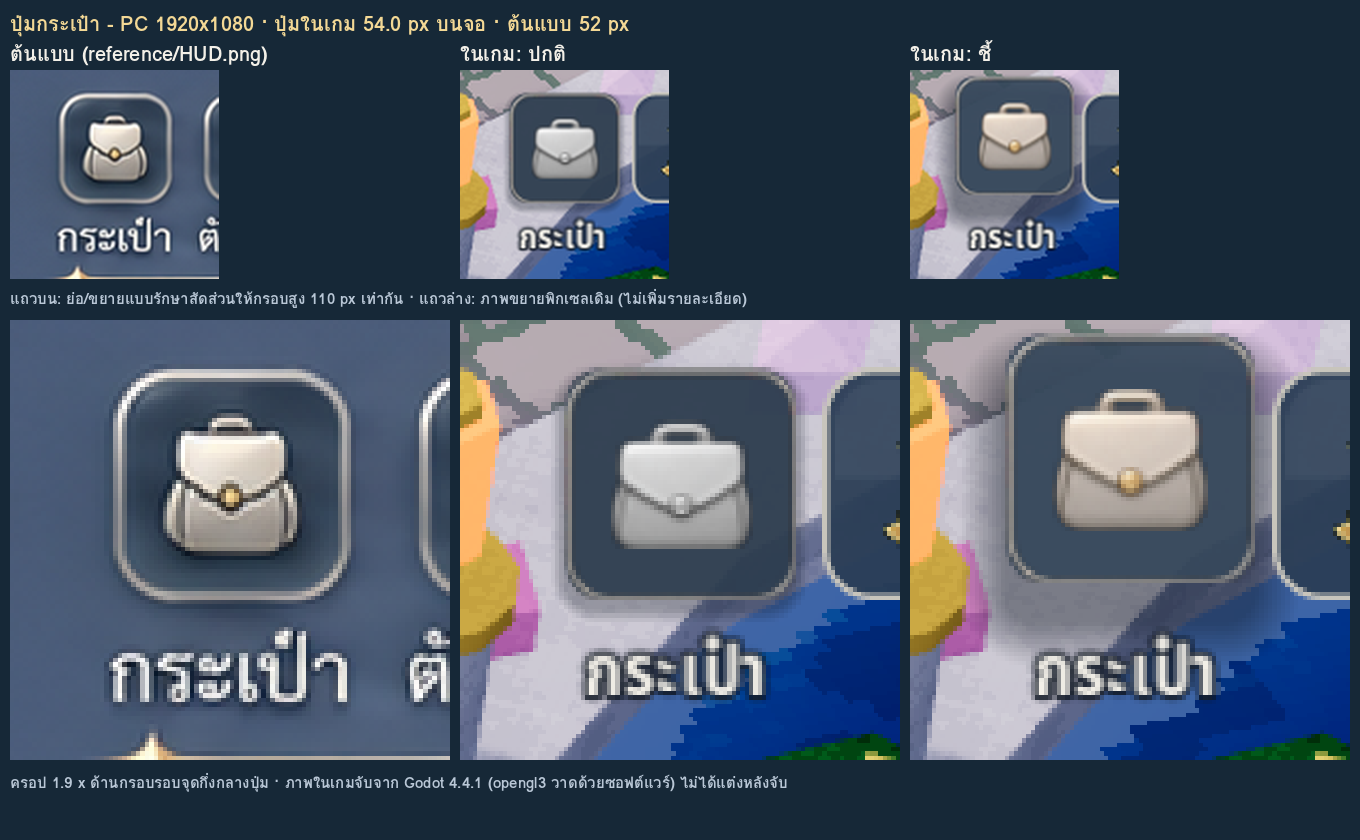 ปุ่มกระเป๋า - PC 1920x1080 · ปุ่มในเกม 54.0 px บนจอ · ต้นแบบ 52 px
ต้นแบบ (reference/HUD.png)
ในเกม: ปกติ
ในเกม: ชี้
กระเป๋า ตั
กระเป๋า
กระเป๋า
แถวบน: ย่อ/ขยายแบบรักษาสัดส่วนให้กรอบสูง 110 px เท่ากัน · แถวล่าง: ภาพขยายพิกเซลเดิม (ไม่เพิ่มรายละเอียด)
กระเป๋า ตั
กระเป๋า
กระเป๋า
ครอป 1.9 x ด้านกรอบรอบจุดกึ่งกลางปุ่ม · ภาพในเกมจับจาก Godot 4.4.1 (opengl3 วาดด้วยซอฟต์แวร์) ไม่ได้แต่งหลังจับ